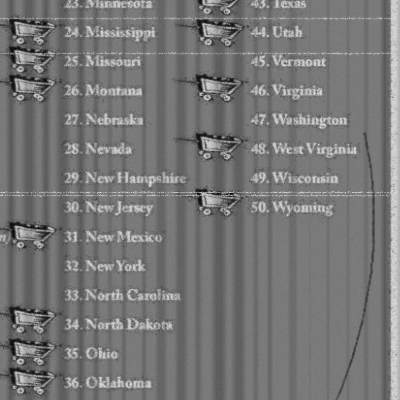 23. Minnesota
24. Mississippi
25. Missouri
26. Montana
27. Nebraska
28. Nevada
29. New Hampshire
30. New Jersey
31. New Mexico
32. New York
33. North Carolina
34. North Dakota
35. Ohio
36. Oklahoma
43. Texas
44. Utah
45. Vermont
46. Virginia
47. Washington
48. West Virginia
49. Wisconsin
50. Wyoming